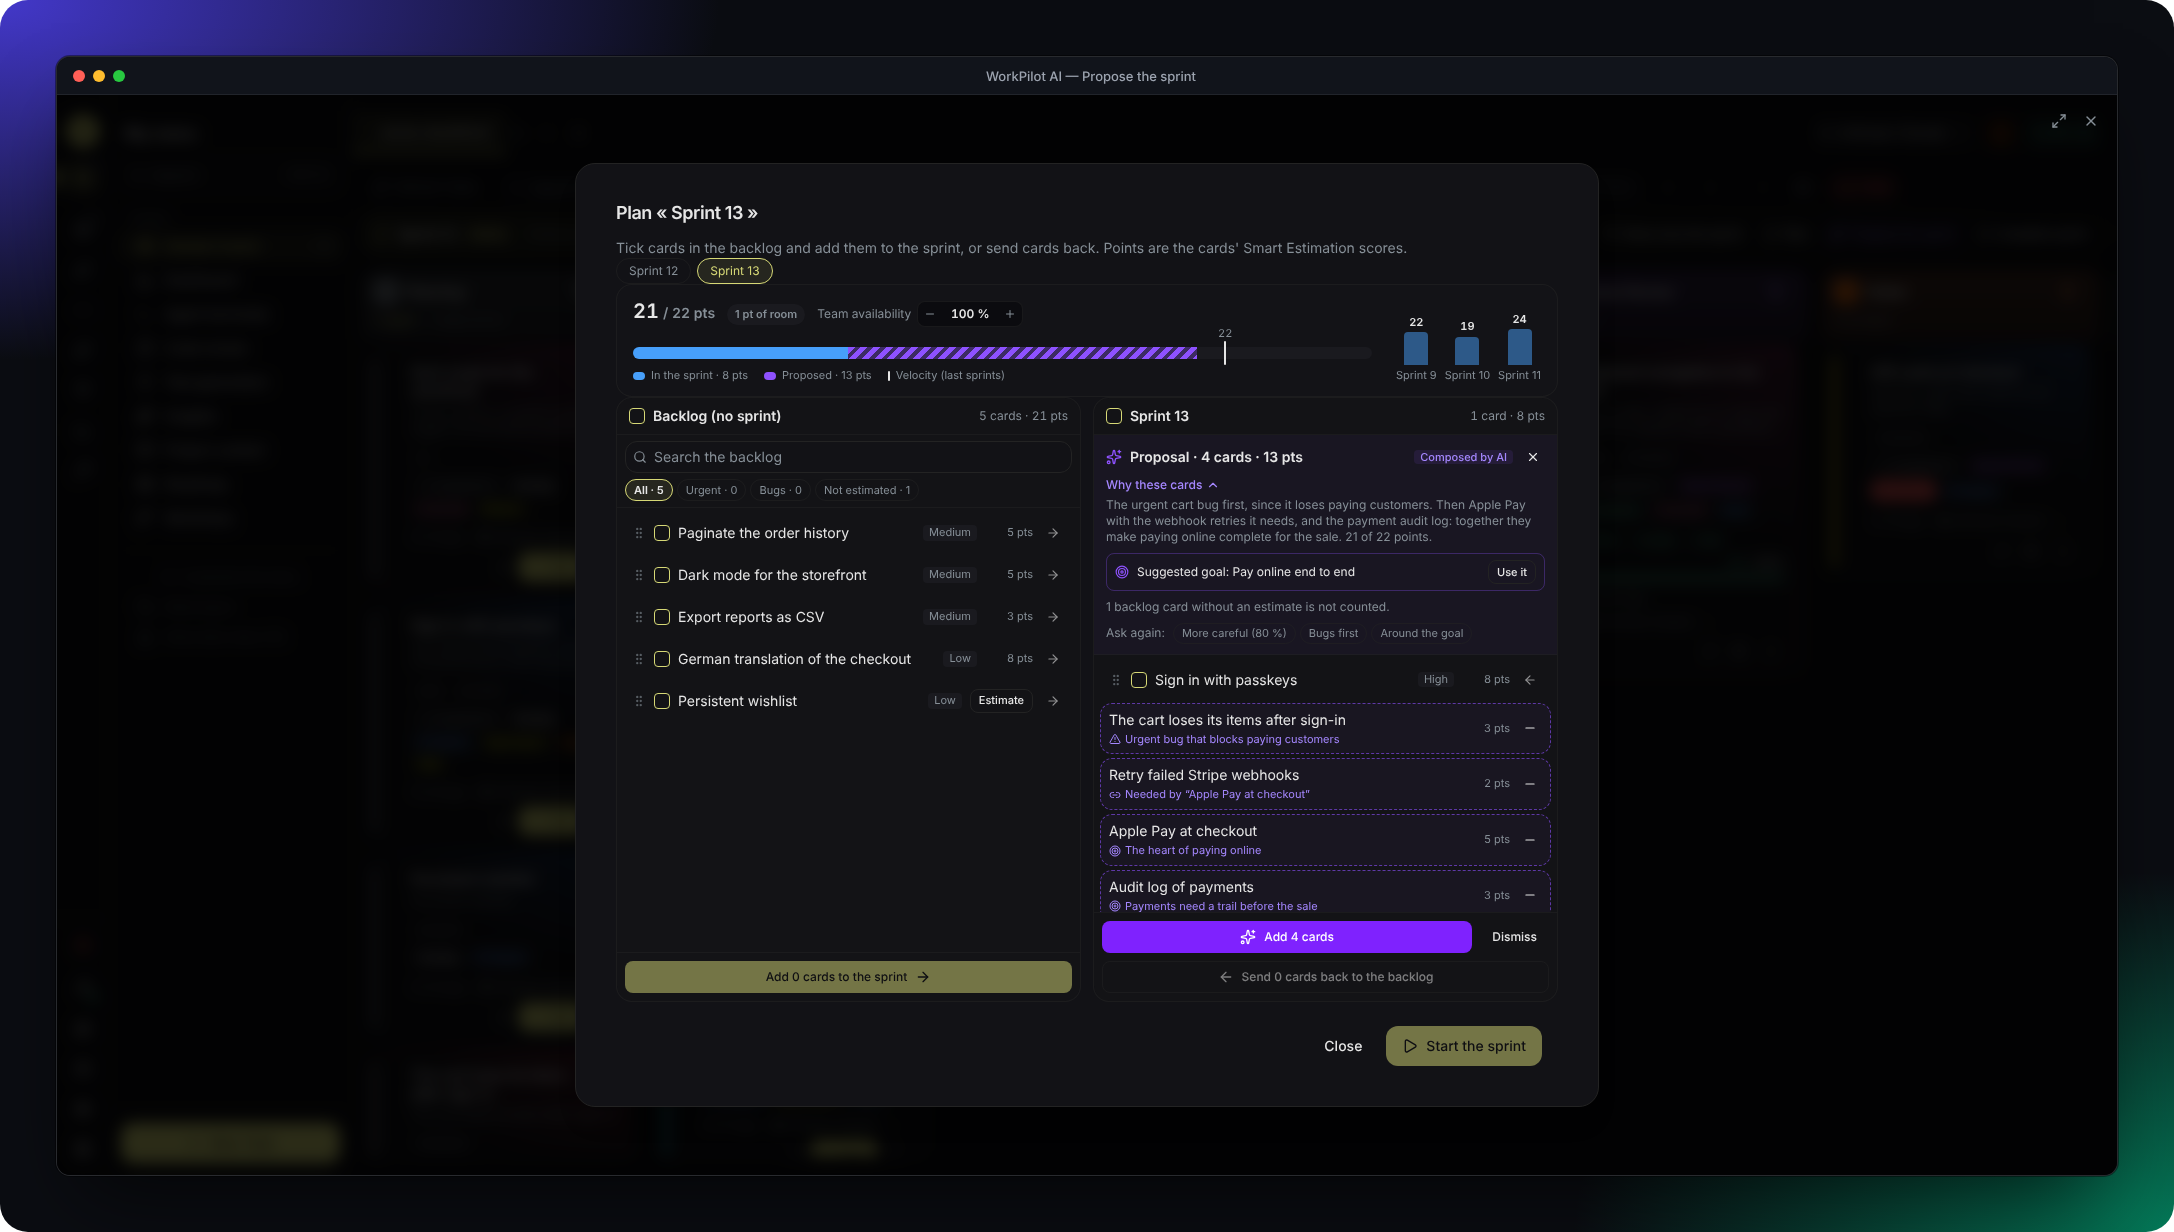 WorkPilot AI — Propose the sprint
Plan « Sprint 13 »
Tick cards in the backlog and add them to the sprint, or send cards back. Points are the cards' Smart Estimation scores.
Sprint 12 Sprint 13
21 / 22 pts 1 pt of room Team availability − 100 % +
22
In the sprint · 8 pts Proposed · 13 pts Velocity (last sprints)
22 19 24
Sprint 9 Sprint 10 Sprint 11
Backlog (no sprint) 5 cards · 21 pts
Search the backlog
All · 5 Urgent · 0 Bugs · 0 Not estimated · 1
Paginate the order history Medium 5 pts
Dark mode for the storefront Medium 5 pts
Export reports as CSV Medium 3 pts
German translation of the checkout Low 8 pts
Persistent wishlist Low Estimate
Add 0 cards to the sprint
Sprint 13 1 card · 8 pts
Proposal · 4 cards · 13 pts Composed by AI
Why these cards
The urgent cart bug first, since it loses paying customers. Then Apple Pay
with the webhook retries it needs, and the payment audit log: together they
make paying online complete for the sale. 21 of 22 points.
Suggested goal: Pay online end to end Use it
1 backlog card without an estimate is not counted.
Ask again: More careful (80 %) Bugs first Around the goal
Sign in with passkeys High 8 pts
The cart loses its items after sign-in 3 pts
Urgent bug that blocks paying customers
Retry failed Stripe webhooks 2 pts
Needed by “Apple Pay at checkout”
Apple Pay at checkout 5 pts
The heart of paying online
Audit log of payments 3 pts
Payments need a trail before the sale
Add 4 cards Dismiss
Send 0 cards back to the backlog
Close Start the sprint